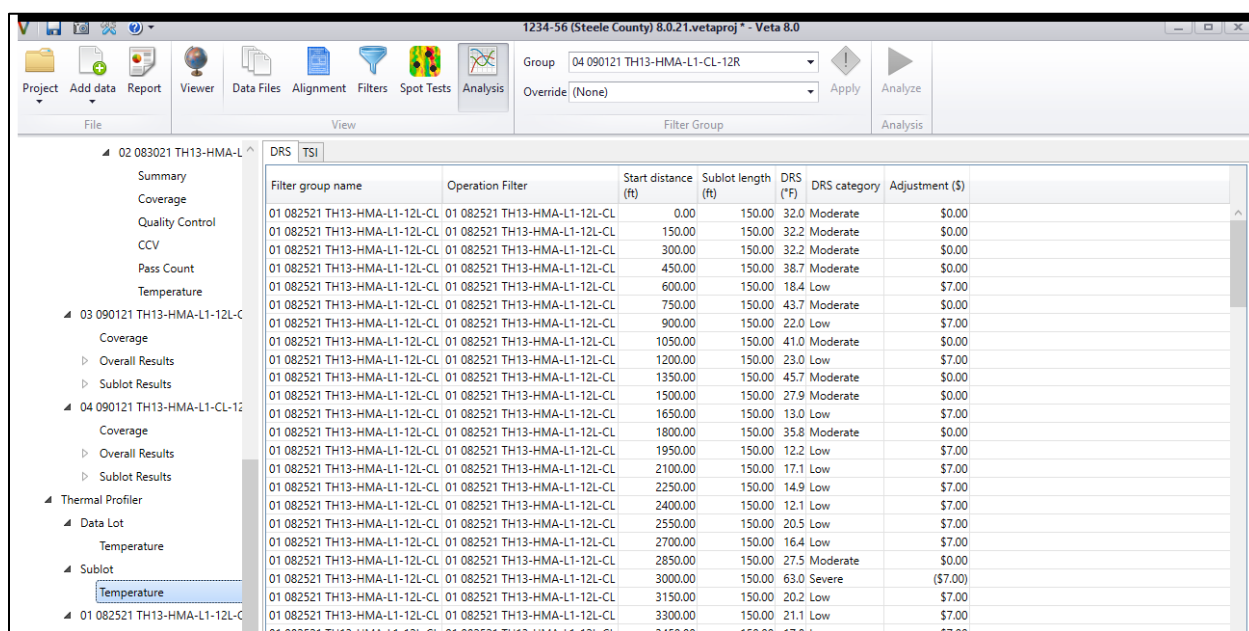 1234-56 (Steele County) 8.0.21.vetaproj * - Veta 8.0
Project Add data Report Viewer Data Files Alignment Filters Spot Tests Analysis Group 04 090121 TH13-HMA-L1-CL-12R Apply Analyze
Override (None)
File View Filter Group Analysis
02 083021 TH13-HMA-L
Summary
Coverage
Quality Control
CCV
Pass Count
Temperature
03 090121 TH13-HMA-L1-12L-C
Coverage
Overall Results
Sublot Results
04 090121 TH13-HMA-L1-CL-12
Coverage
Overall Results
Sublot Results
Thermal Profiler
Data Lot
Temperature
Sublot
Temperature
01 082521 TH13-HMA-L1-12L-C
DRS TSI
Filter group name Operation Filter Start distance (ft) Sublot length (ft) DRS (°F) DRS category Adjustment ($)
01 082521 TH13-HMA-L1-12L-CL 01 082521 TH13-HMA-L1-12L-CL 0.00 150.00 32.0 Moderate $0.00
01 082521 TH13-HMA-L1-12L-CL 01 082521 TH13-HMA-L1-12L-CL 150.00 150.00 32.2 Moderate $0.00
01 082521 TH13-HMA-L1-12L-CL 01 082521 TH13-HMA-L1-12L-CL 300.00 150.00 32.2 Moderate $0.00
01 082521 TH13-HMA-L1-12L-CL 01 082521 TH13-HMA-L1-12L-CL 450.00 150.00 38.7 Moderate $0.00
01 082521 TH13-HMA-L1-12L-CL 01 082521 TH13-HMA-L1-12L-CL 600.00 150.00 18.4 Low $7.00
01 082521 TH13-HMA-L1-12L-CL 01 082521 TH13-HMA-L1-12L-CL 750.00 150.00 43.7 Moderate $0.00
01 082521 TH13-HMA-L1-12L-CL 01 082521 TH13-HMA-L1-12L-CL 900.00 150.00 22.0 Low $7.00
01 082521 TH13-HMA-L1-12L-CL 01 082521 TH13-HMA-L1-12L-CL 1050.00 150.00 41.0 Moderate $0.00
01 082521 TH13-HMA-L1-12L-CL 01 082521 TH13-HMA-L1-12L-CL 1200.00 150.00 23.0 Low $7.00
01 082521 TH13-HMA-L1-12L-CL 01 082521 TH13-HMA-L1-12L-CL 1350.00 150.00 45.7 Moderate $0.00
01 082521 TH13-HMA-L1-12L-CL 01 082521 TH13-HMA-L1-12L-CL 1500.00 150.00 27.9 Moderate $0.00
01 082521 TH13-HMA-L1-12L-CL 01 082521 TH13-HMA-L1-12L-CL 1650.00 150.00 13.0 Low $7.00
01 082521 TH13-HMA-L1-12L-CL 01 082521 TH13-HMA-L1-12L-CL 1800.00 150.00 35.8 Moderate $0.00
01 082521 TH13-HMA-L1-12L-CL 01 082521 TH13-HMA-L1-12L-CL 1950.00 150.00 12.2 Low $7.00
01 082521 TH13-HMA-L1-12L-CL 01 082521 TH13-HMA-L1-12L-CL 2100.00 150.00 17.1 Low $7.00
01 082521 TH13-HMA-L1-12L-CL 01 082521 TH13-HMA-L1-12L-CL 2250.00 150.00 14.9 Low $7.00
01 082521 TH13-HMA-L1-12L-CL 01 082521 TH13-HMA-L1-12L-CL 2400.00 150.00 12.1 Low $7.00
01 082521 TH13-HMA-L1-12L-CL 01 082521 TH13-HMA-L1-12L-CL 2550.00 150.00 20.5 Low $7.00
01 082521 TH13-HMA-L1-12L-CL 01 082521 TH13-HMA-L1-12L-CL 2700.00 150.00 16.4 Low $7.00
01 082521 TH13-HMA-L1-12L-CL 01 082521 TH13-HMA-L1-12L-CL 2850.00 150.00 27.5 Moderate $0.00
01 082521 TH13-HMA-L1-12L-CL 01 082521 TH13-HMA-L1-12L-CL 3000.00 150.00 63.0 Severe ($7.00)
01 082521 TH13-HMA-L1-12L-CL 01 082521 TH13-HMA-L1-12L-CL 3150.00 150.00 20.2 Low $7.00
01 082521 TH13-HMA-L1-12L-CL 01 082521 TH13-HMA-L1-12L-CL 3300.00 150.00 21.1 Low $7.00